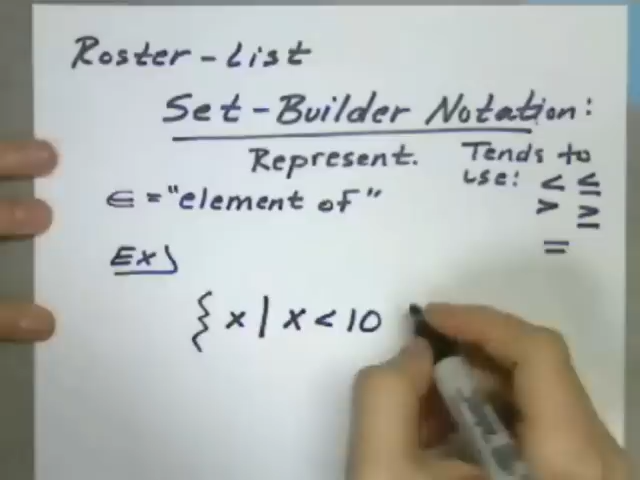 Roster - List
Set-Builder Notation:
Represent. Tends to
use: < ≤
∈ = "element of" > ≥
=
Ex)
{ x | x < 10